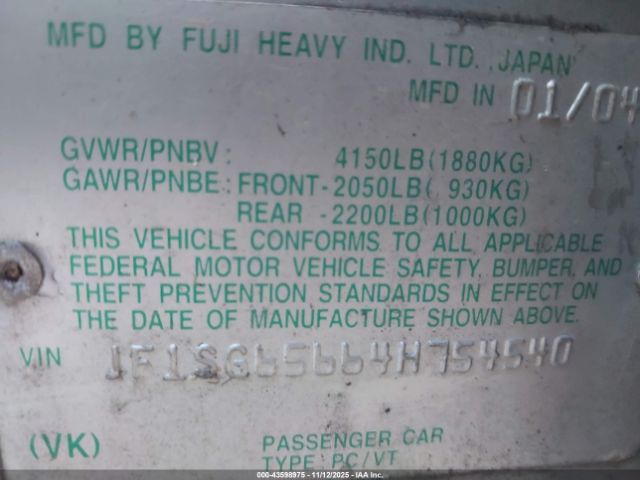 MFD BY FUJI HEAVY IND. LTD. JAPAN
MFD IN 01/04
GVWR/PNBV: 4150LB(1880KG)
GAWR/PNBE: FRONT-2050LB( 930KG)
REAR -2200LB(1000KG)
THIS VEHICLE CONFORMS TO ALL APPLICABLE
FEDERAL MOTOR VEHICLE SAFETY, BUMPER, AND
THEFT PREVENTION STANDARDS IN EFFECT ON
THE DATE OF MANUFACTURE SHOWN ABOVE.
VIN JF1SG65664H754540
(VK) PASSENGER CAR
TYPE: PC/VT
000-43598975 - 11/12/2025 - IAAI.COM